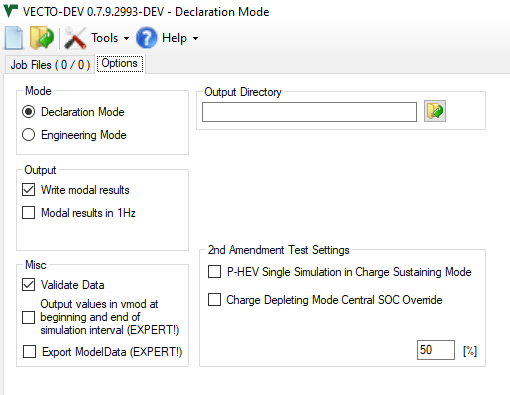 VECTO-DEV 0.7.9.2993-DEV - Declaration Mode
Tools
Help
Job Files ( 0 / 0 )
Options
Mode
Declaration Mode
Engineering Mode
Output Directory
Output
Write modal results
Modal results in 1Hz
Misc
Validate Data
Output values in vmod at
beginning and end of
simulation interval (EXPERT!)
Export ModelData (EXPERT!)
2nd Amendment Test Settings
P-HEV Single Simulation in Charge Sustaining Mode
Charge Depleting Mode Central SOC Override
50 [%]